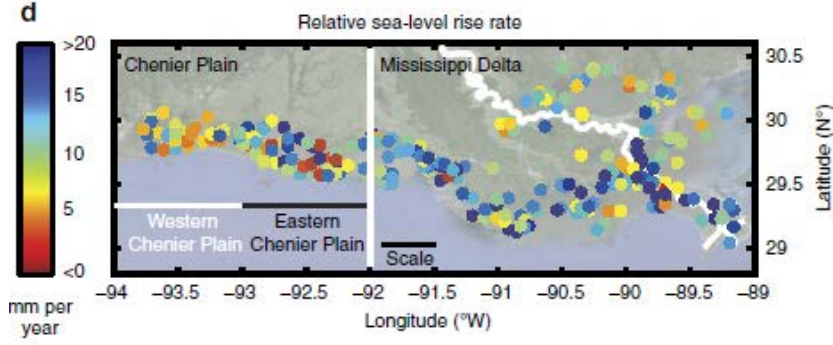 d
Relative sea-level rise rate
>20
15
10
5
<0
mm per
year
Chenier Plain
Mississippi Delta
Western
Chenier Plain
Eastern
Chenier Plain
Scale
30.5
30
29.5
29
Latitude (N°)
–94 –93.5 –93 –92.5 –92 –91.5 –91 –90.5 –90 –89.5 –89
Longitude (°W)